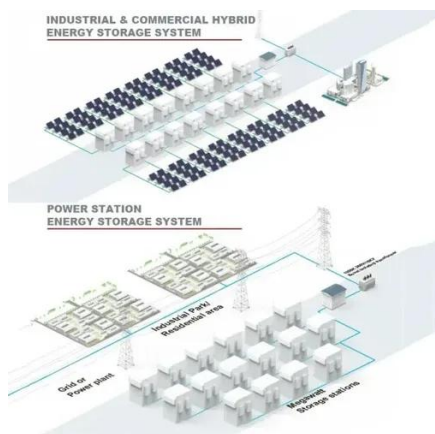 INDUSTRIAL & COMMERCIAL HYBRID
ENERGY STORAGE SYSTEM
POWER STATION
ENERGY STORAGE SYSTEM
Industrial Park/
Residential area
Grid or
Power plant
Megawatt
Storage stations